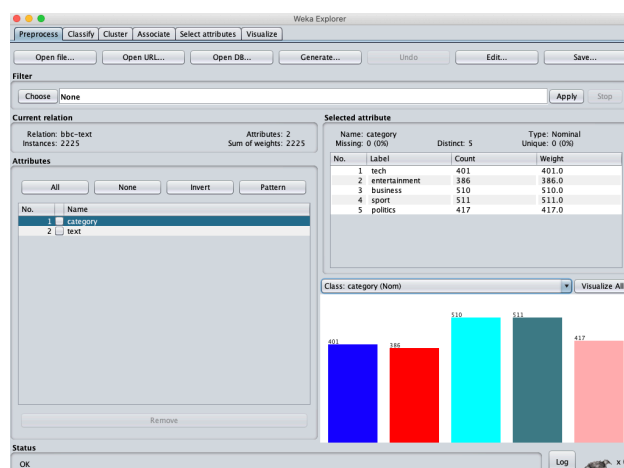 Weka Explorer
Preprocess Classify Cluster Associate Select attributes Visualize
Open file... Open URL... Open DB... Generate... Undo Edit... Save...
Filter
Choose None Apply Stop
Current relation
Relation: bbc-text Attributes: 2
Instances: 2225 Sum of weights: 2225
Attributes
All None Invert Pattern
No. Name
1 category
2 text
Remove
Selected attribute
Name: category Type: Nominal
Missing: 0 (0%) Distinct: 5 Unique: 0 (0%)
No. Label Count Weight
1 tech 401 401.0
2 entertainment 386 386.0
3 business 510 510.0
4 sport 511 511.0
5 politics 417 417.0
Class: category (Nom) Visualize All
401 386 510 511 417
Status
OK
Log x